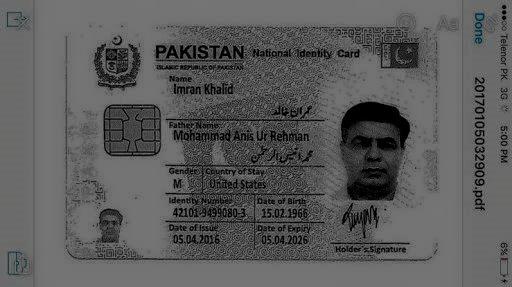 PAKISTAN National Identity Card
ISLAMIC REPUBLIC OF PAKISTAN
Name
Imran Khalid
عمران خالد
Father Name
Mohammad Anis Ur Rehman
محمد انیس الرحمٰن
Gender Country of Stay
M United States
Identity Number Date of Birth
42101-9499080-3 15.02.1966
Date of Issue Date of Expiry
05.04.2016 05.04.2026
Holder's Signature
Telenor PK 3G 5:00 PM 6%
Done 20170105032909.pdf
Aa